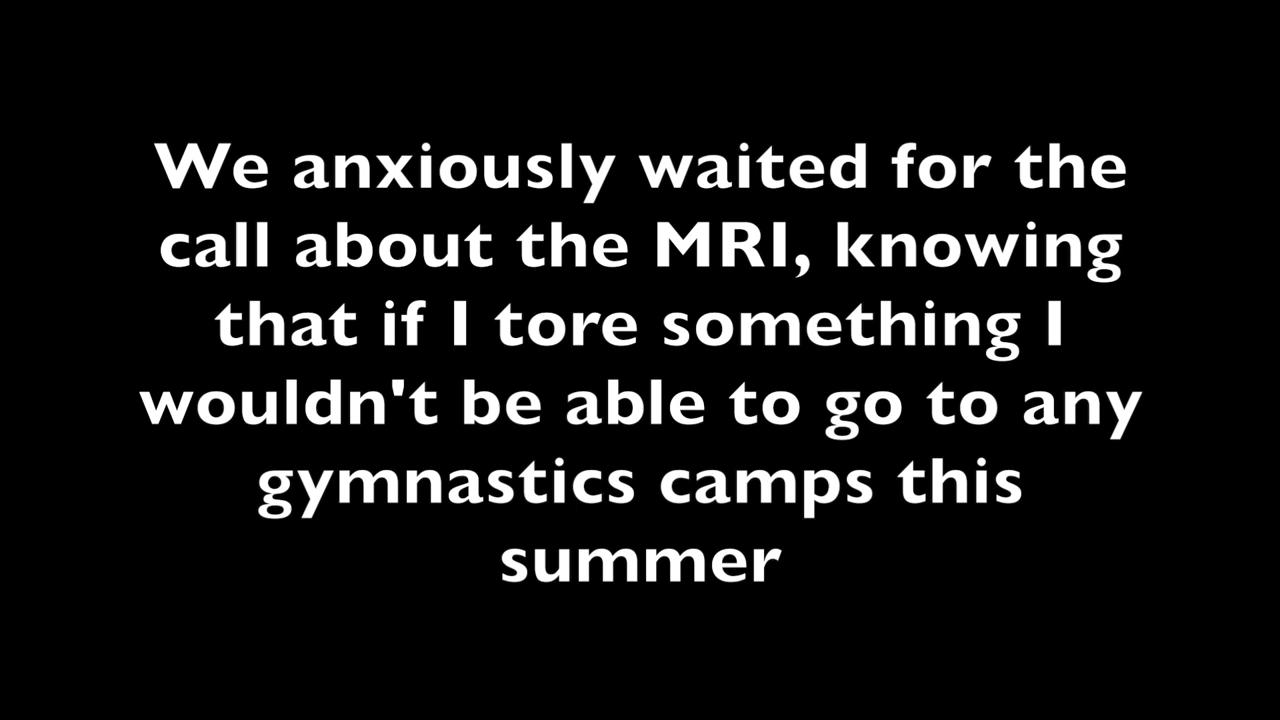 We anxiously waited for the
call about the MRI, knowing
that if I tore something I
wouldn't be able to go to any
gymnastics camps this
summer